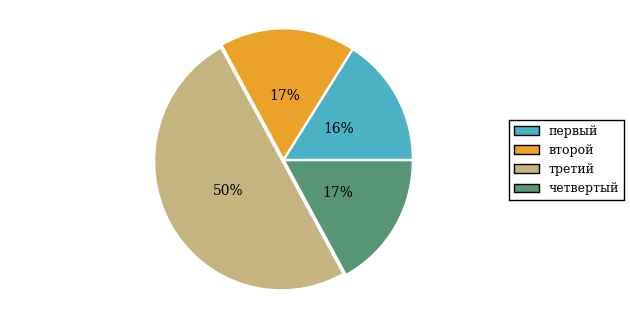 17%
16%
50%
17%
первый
второй
третий
четвертый